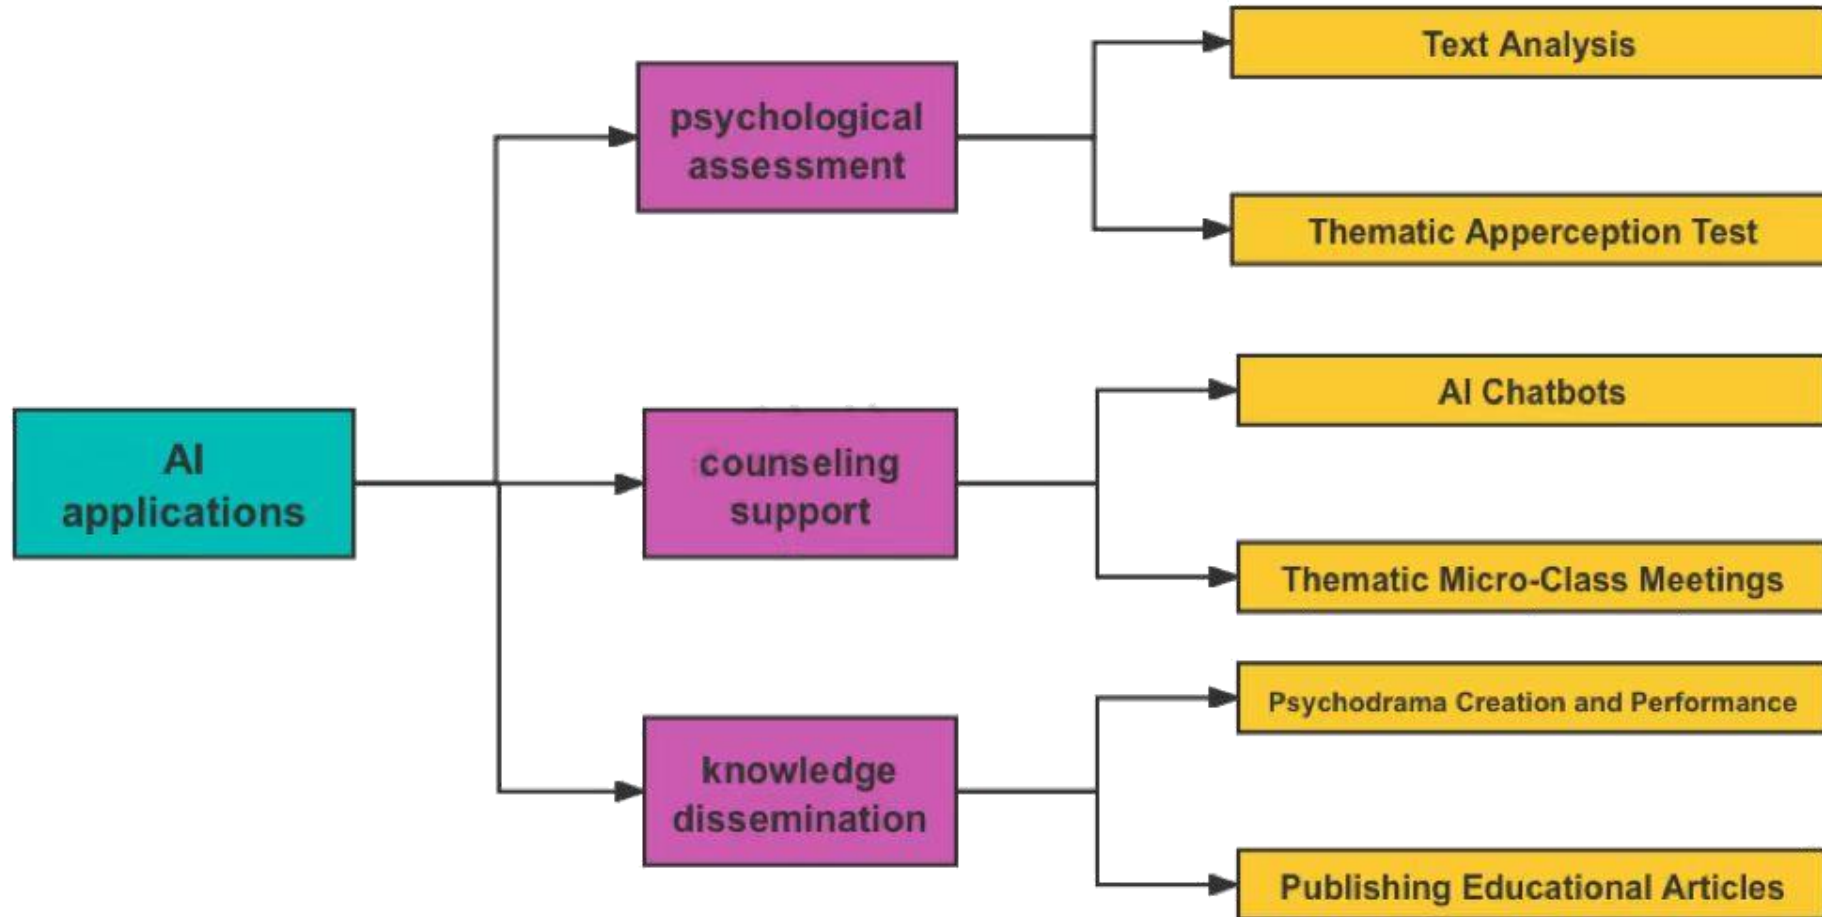 AI
applications
psychological
assessment
counseling
support
knowledge
dissemination
Text Analysis
Thematic Apperception Test
AI Chatbots
Thematic Micro-Class Meetings
Psychodrama Creation and Performance
Publishing Educational Articles